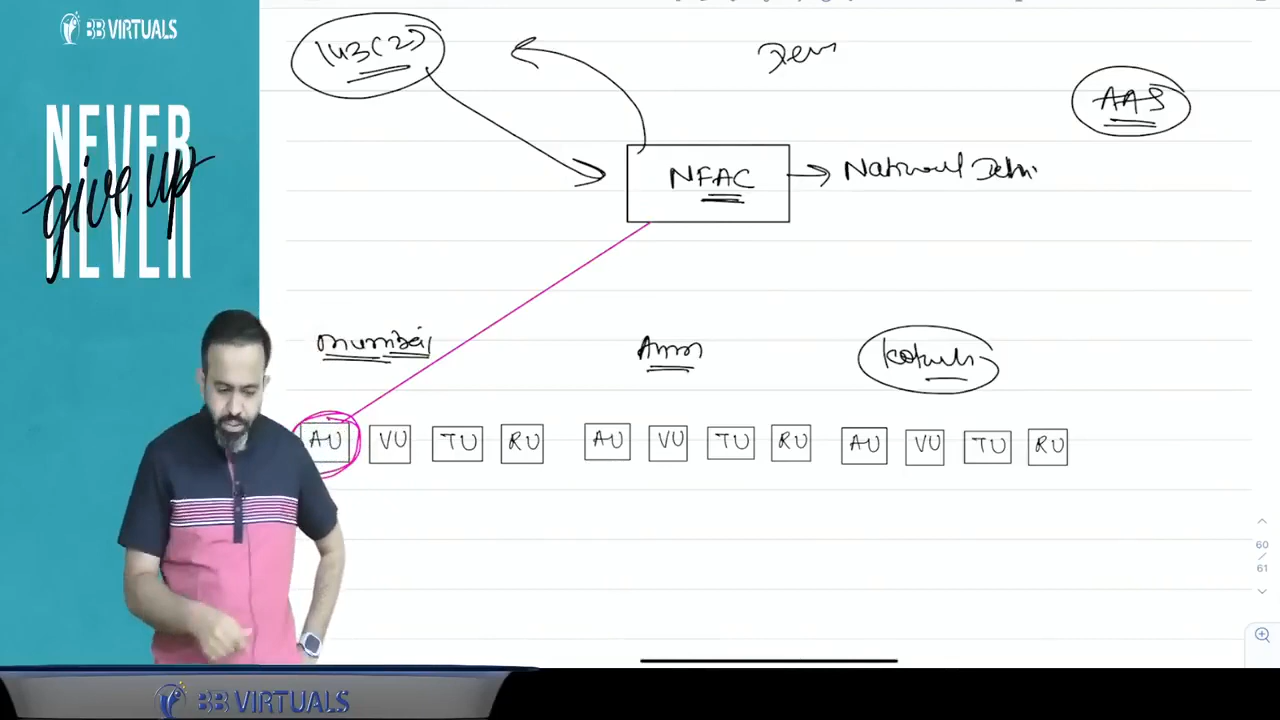 BB VIRTUALS
NEVER
give up
NEVER
143(2)
AAS
NFAC
National Delhi
Mumbai
AU VU TU RU AU VU TU RU AU VU TU RU
60
/
61
BB VIRTUALS